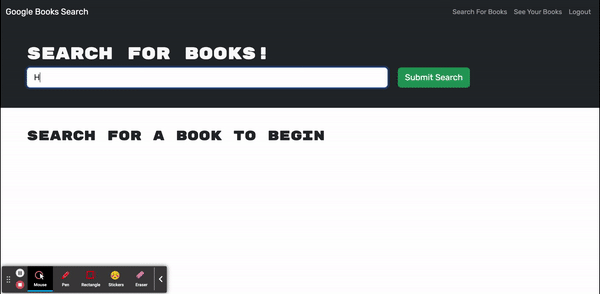 Google Books Search
Search For Books See Your Books Logout
SEARCH FOR BOOKS!
H
Submit Search
SEARCH FOR A BOOK TO BEGIN
Mouse Pen Rectangle Stickers Eraser